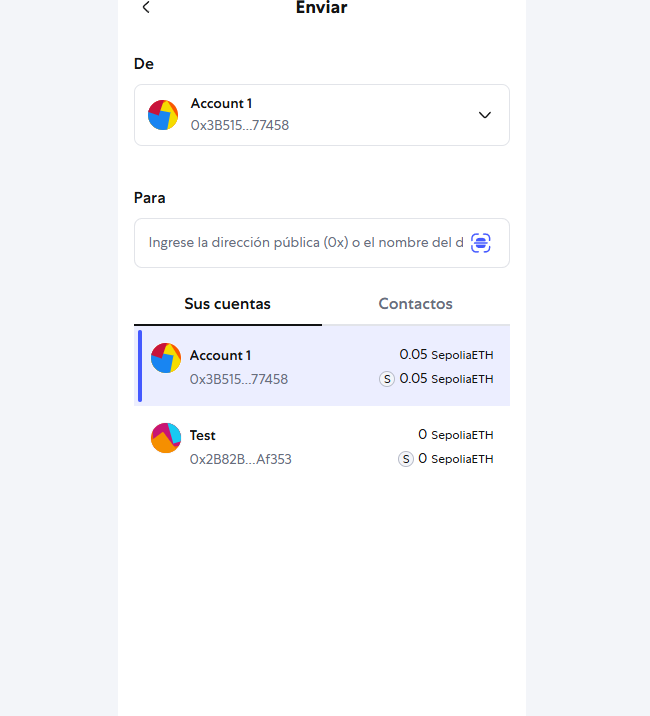 Enviar
De
Account 1
0x3B515...77458
Para
Ingrese la dirección pública (0x) o el nombre del d
Sus cuentas
Contactos
Account 1
0.05 SepoliaETH
0x3B515...77458
S 0.05 SepoliaETH
Test
0 SepoliaETH
0x2B82B...Af353
S 0 SepoliaETH